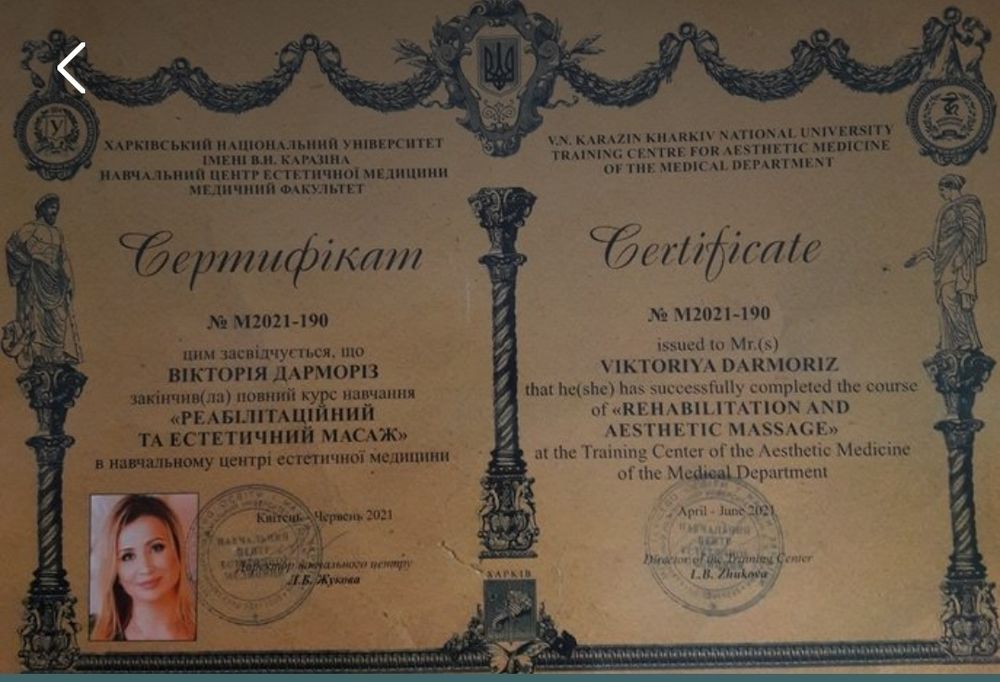 ХАРКІВСЬКИЙ НАЦІОНАЛЬНИЙ УНІВЕРСИТЕТ
ІМЕНІ В.Н. КАРАЗІНА
НАВЧАЛЬНИЙ ЦЕНТР ЕСТЕТИЧНОЇ МЕДИЦИНИ
МЕДИЧНИЙ ФАКУЛЬТЕТ
Сертифікат
№ М2021-190
цим засвідчується, що
ВІКТОРІЯ ДАРМОРІЗ
закінчив(ла) повний курс навчання
«РЕАБІЛІТАЦІЙНИЙ
ТА ЕСТЕТИЧНИЙ МАСАЖ»
в навчальному центрі естетичної медицини
Квітень - Червень 2021
Директор навчального центру
Л.Б. Жукова
V.N. KARAZIN KHARKIV NATIONAL UNIVERSITY
TRAINING CENTRE FOR AESTHETIC MEDICINE
OF THE MEDICAL DEPARTMENT
Certificate
№ M2021-190
issued to Mr.(s)
VIKTORIYA DARMORIZ
that he(she) has successfully completed the course
of «REHABILITATION AND
AESTHETIC MASSAGE»
at the Training Center of the Aesthetic Medicine
of the Medical Department
April - June 2021
Director of the Training Center
L.B. Zhukova
ХАРКІВ